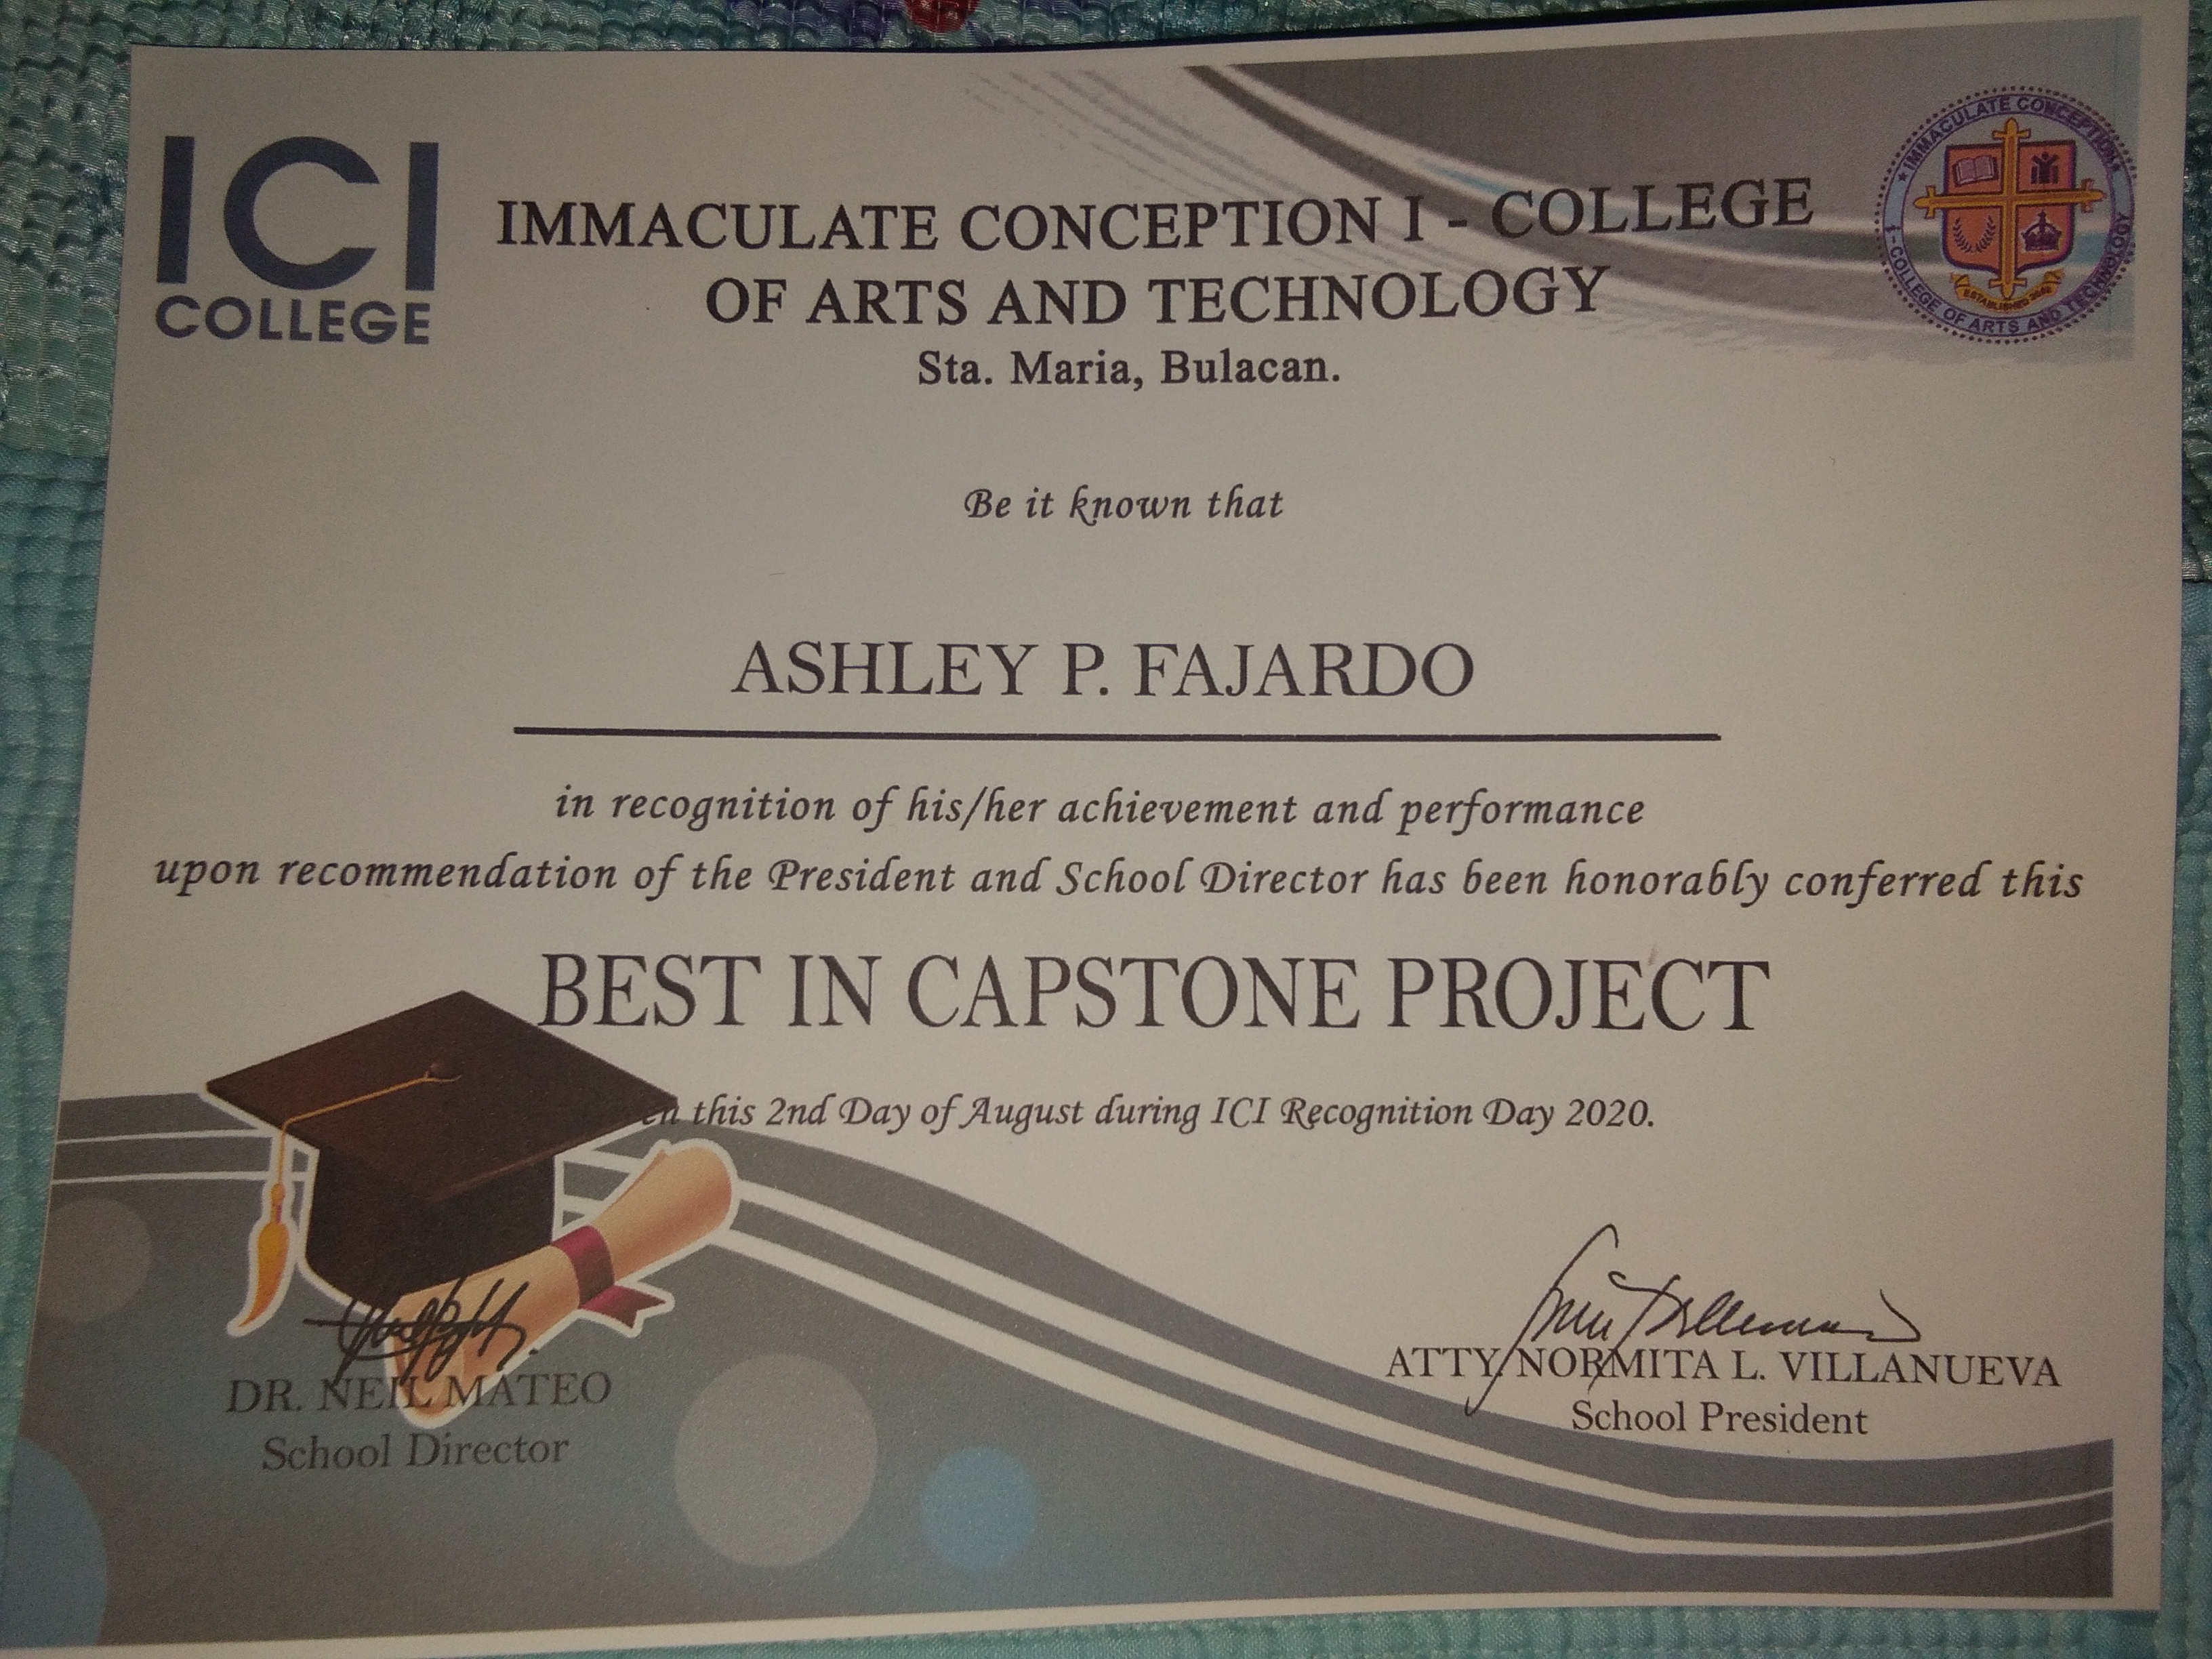 ICI
COLLEGE
IMMACULATE CONCEPTION I - COLLEGE
OF ARTS AND TECHNOLOGY
Sta. Maria, Bulacan.
IMMACULATE CONCEPTION
I - COLLEGE OF ARTS AND TECHNOLOGY
ESTABLISHED
Be it known that
ASHLEY P. FAJARDO
in recognition of his/her achievement and performance
upon recommendation of the President and School Director has been honorably conferred this
BEST IN CAPSTONE PROJECT
en this 2nd Day of August during ICI Recognition Day 2020.
DR. NEIL MATEO
School Director
ATTY NORMITA L. VILLANUEVA
School President